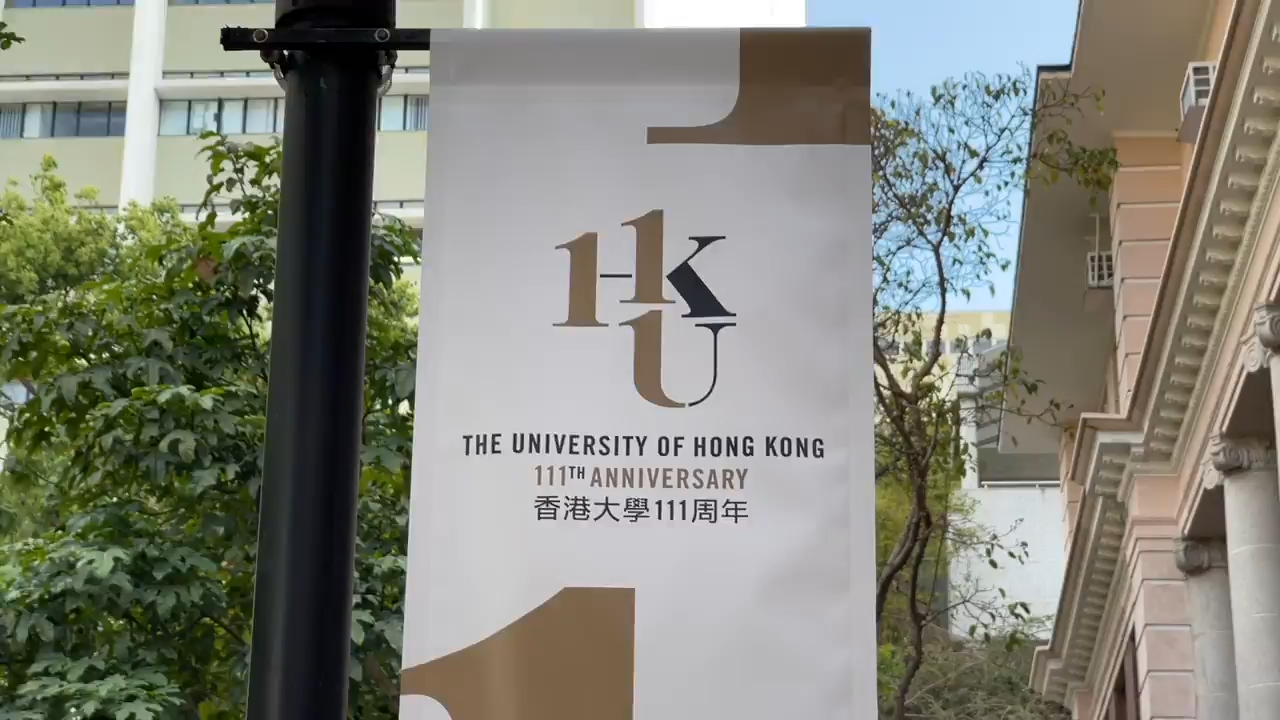 HKU
THE UNIVERSITY OF HONG KONG
111TH ANNIVERSARY
香港大學111周年